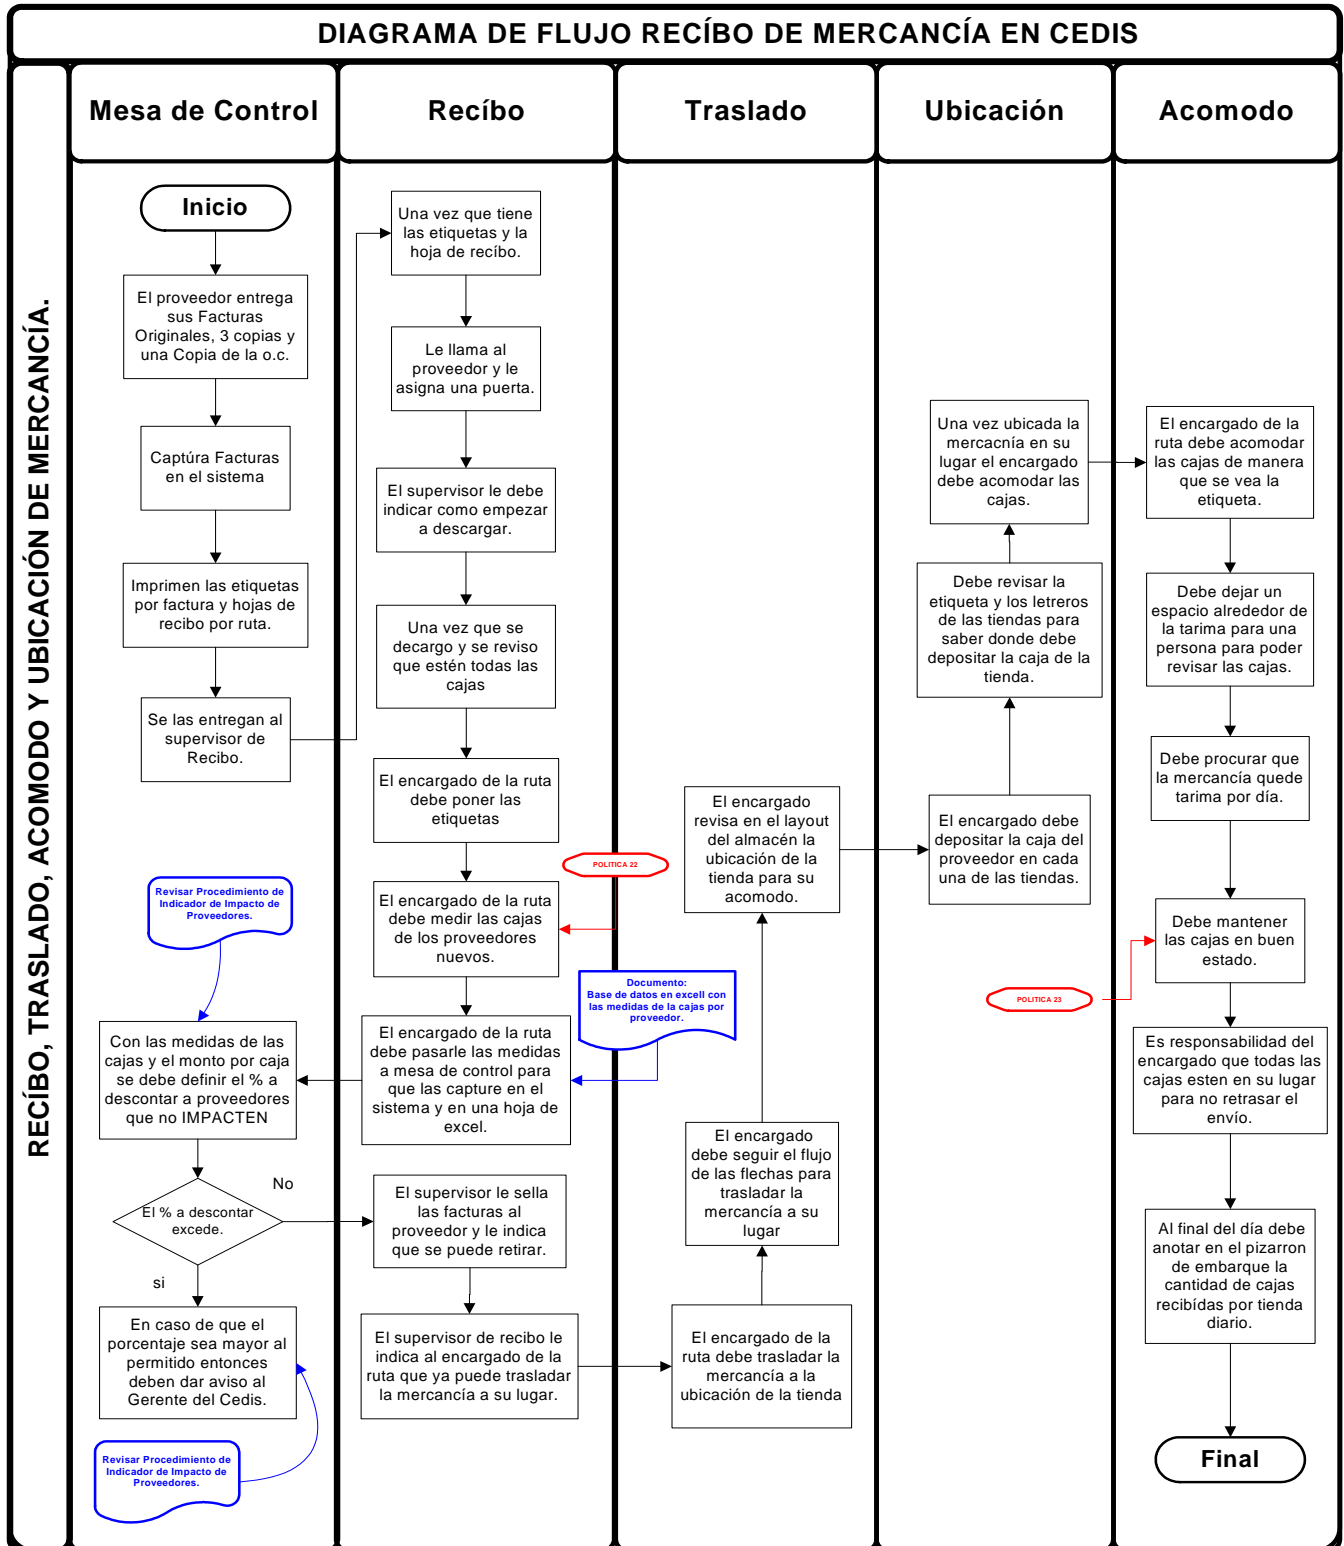 DIAGRAMA DE FLUJO RECÍBO DE MERCANCÍA EN CEDIS
RECÍBO, TRASLADO, ACOMODO Y UBICACIÓN DE MERCANCÍA.
Mesa de Control
Recíbo
Traslado
Ubicación
Acomodo
Inicio
El proveedor entrega
sus Facturas
Originales, 3 copias y
una Copia de la o.c.
Captúra Facturas
en el sistema
Imprimen las etiquetas
por factura y hojas de
recibo por ruta.
Se las entregan al
supervisor de
Recibo.
Revisar Procedimiento de
Indicador de Impacto de
Proveedores.
Con las medidas de las
cajas y el monto por caja
se debe definir el % a
descontar a proveedores
que no IMPACTEN
El % a descontar
excede.
No
si
En caso de que el
porcentaje sea mayor al
permitido entonces
deben dar aviso al
Gerente del Cedis.
Revisar Procedimiento de
Indicador de Impacto de
Proveedores.
Una vez que tiene
las etiquetas y la
hoja de recíbo.
Le llama al
proveedor y le
asigna una puerta.
El supervisor le debe
indicar como empezar
a descargar.
Una vez que se
decargo y se reviso
que estén todas las
cajas
El encargado de la ruta
debe poner las
etiquetas
POLITICA 22
El encargado de la ruta
debe medir las cajas
de los proveedores
nuevos.
Documento:
Base de datos en excell con
las medidas de la cajas por
proveedor.
El encargado de la ruta
debe pasarle las medidas
a mesa de control para
que las capture en el
sistema y en una hoja de
excel.
El supervisor le sella
las facturas al
proveedor y le indica
que se puede retirar.
El supervisor de recibo le
indica al encargado de la
ruta que ya puede trasladar
la mercancía a su lugar.
El encargado
revisa en el layout
del almacén la
ubicación de la
tienda para su
acomodo.
El encargado
debe seguir el flujo
de las flechas para
trasladar la
mercancía a su
lugar
El encargado de la
ruta debe trasladar la
mercancía a la
ubicación de la tienda
Una vez ubicada la
mercacnía en su
lugar el encargado
debe acomodar las
cajas.
Debe revisar la
etiqueta y los letreros
de las tiendas para
saber donde debe
depositar la caja de la
tienda.
El encargado debe
depositar la caja del
proveedor en cada
una de las tiendas.
POLITICA 23
El encargado de la
ruta debe acomodar
las cajas de manera
que se vea la
etiqueta.
Debe dejar un
espacio alrededor de
la tarima para una
persona para poder
revisar las cajas.
Debe procurar que
la mercancía quede
tarima por día.
Debe mantener
las cajas en buen
estado.
Es responsabilidad del
encargado que todas las
cajas esten en su lugar
para no retrasar el
envío.
Al final del día debe
anotar en el pizarron
de embarque la
cantidad de cajas
recibídas por tienda
diario.
Final